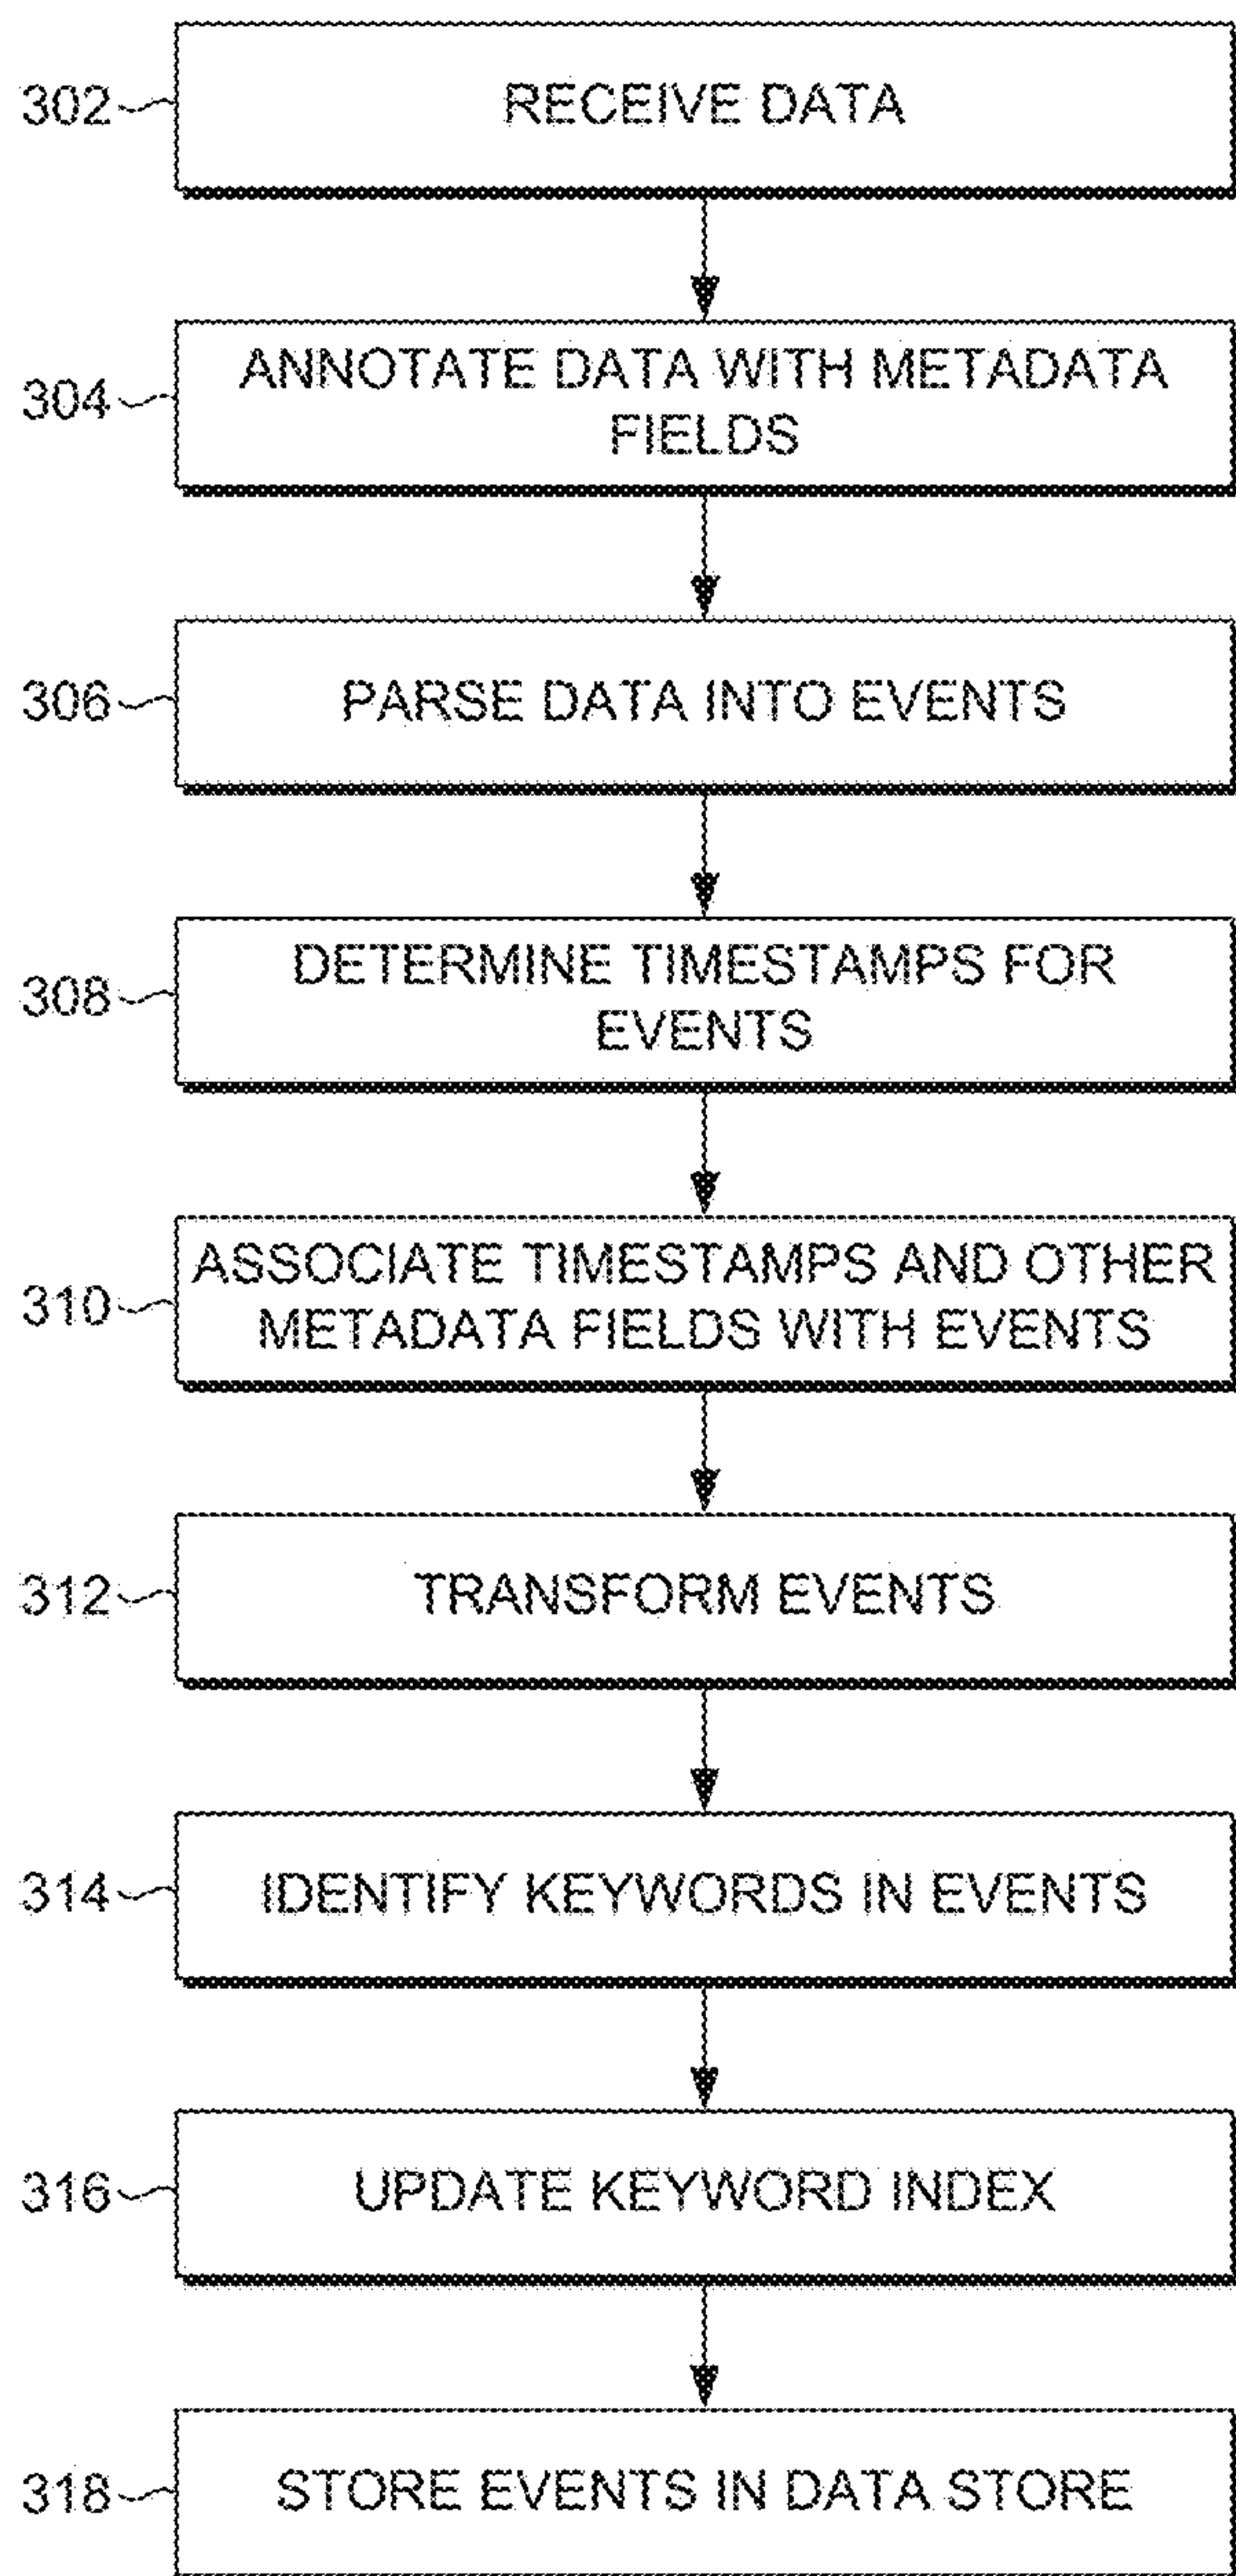 302
RECEIVE DATA
304
ANNOTATE DATA WITH METADATA
FIELDS
306
PARSE DATA INTO EVENTS
308
DETERMINE TIMESTAMPS FOR
EVENTS
310
ASSOCIATE TIMESTAMPS AND OTHER
METADATA FIELDS WITH EVENTS
312
TRANSFORM EVENTS
314
IDENTIFY KEYWORDS IN EVENTS
316
UPDATE KEYWORD INDEX
318
STORE EVENTS IN DATA STORE